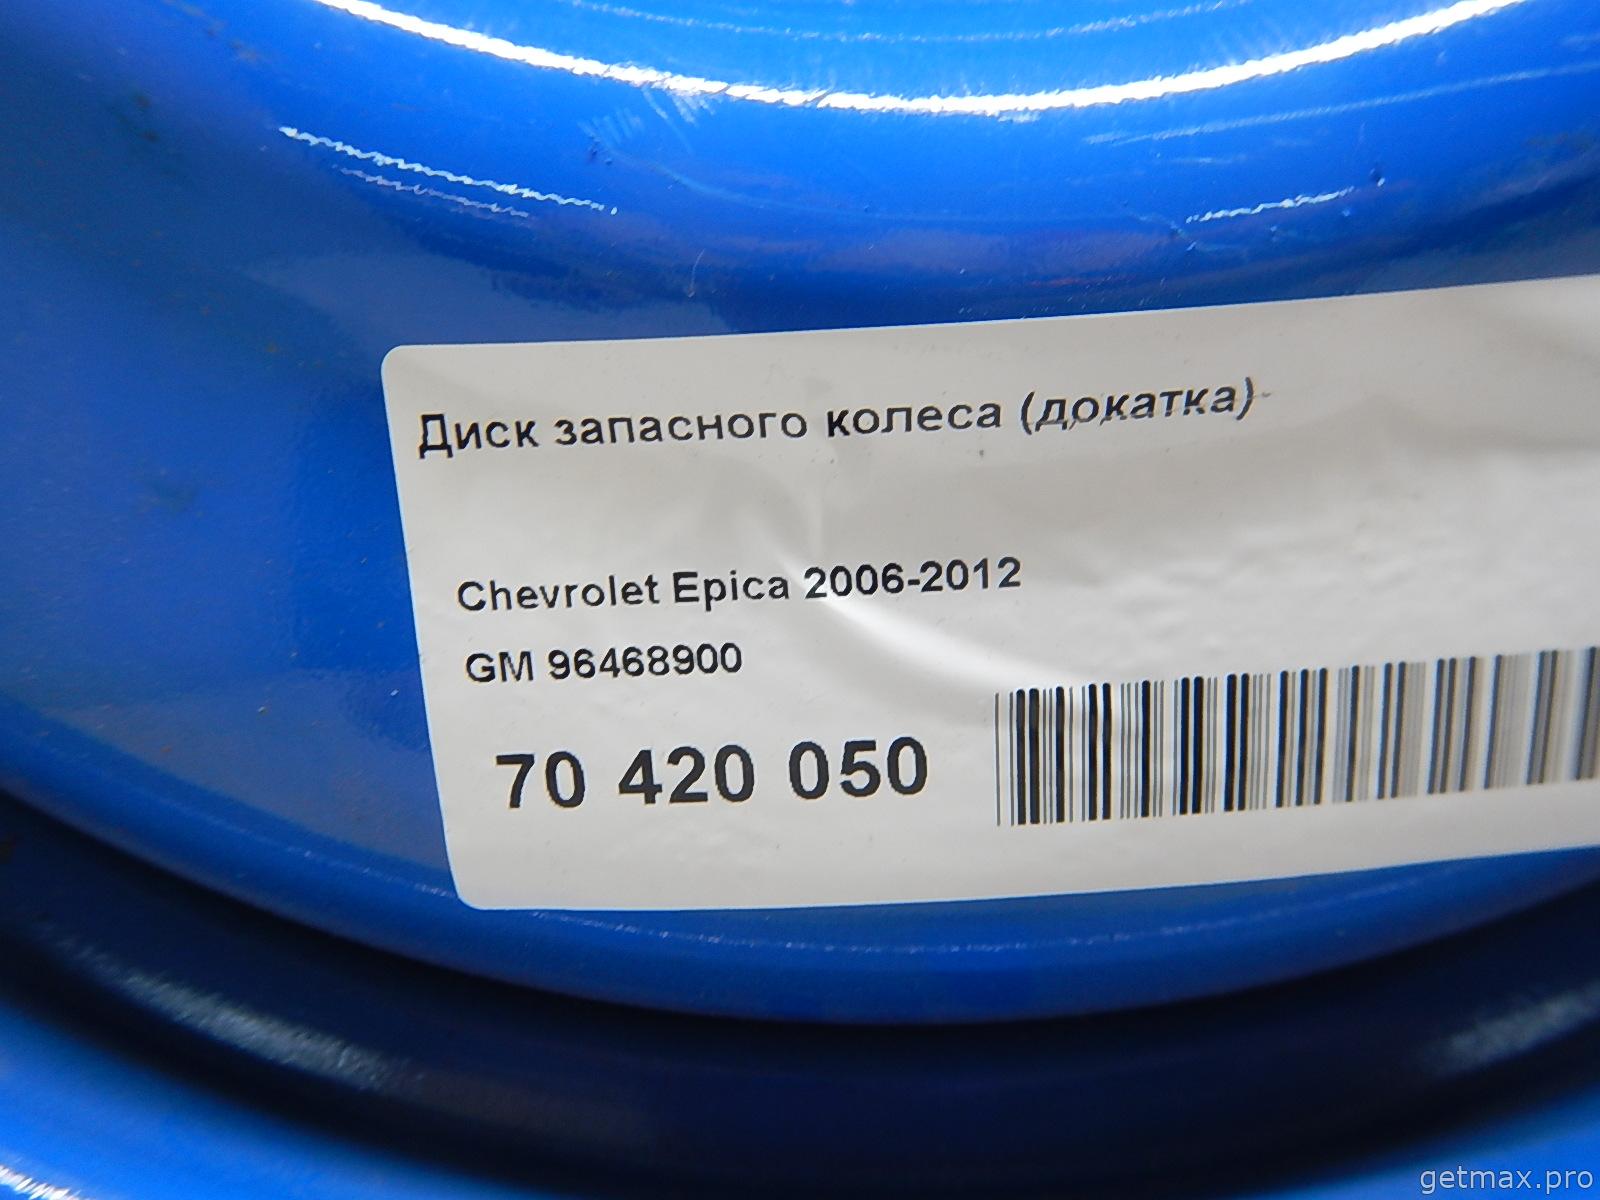 Диск запасного колеса (докатка)
Chevrolet Epica 2006-2012
GM 96468900
70 420 050
getmax.pro